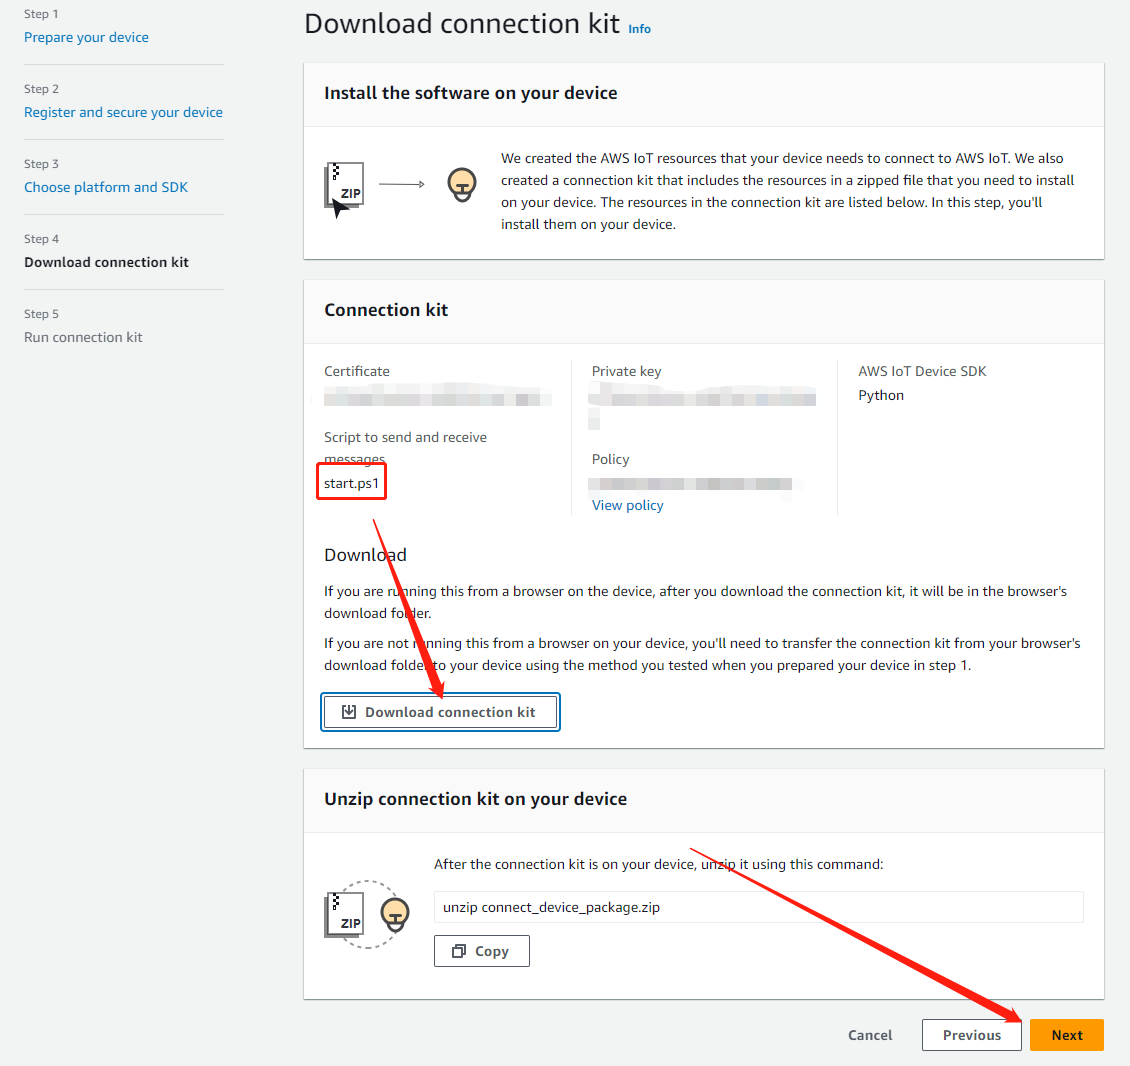 Step 1
Prepare your device
Step 2
Register and secure your device
Step 3
Choose platform and SDK
Step 4
Download connection kit
Step 5
Run connection kit
Download connection kit Info
Install the software on your device
ZIP
We created the AWS IoT resources that your device needs to connect to AWS IoT. We also
created a connection kit that includes the resources in a zipped file that you need to install
on your device. The resources in the connection kit are listed below. In this step, you'll
install them on your device.
Connection kit
Certificate
Script to send and receive
messages
start.ps1
Private key
Policy
View policy
AWS IoT Device SDK
Python
Download
If you are running this from a browser on the device, after you download the connection kit, it will be in the browser's
download folder.
If you are not running this from a browser on your device, you'll need to transfer the connection kit from your browser's
download folder to your device using the method you tested when you prepared your device in step 1.
Download connection kit
Unzip connection kit on your device
ZIP
After the connection kit is on your device, unzip it using this command:
unzip connect_device_package.zip
Copy
Cancel
Previous
Next